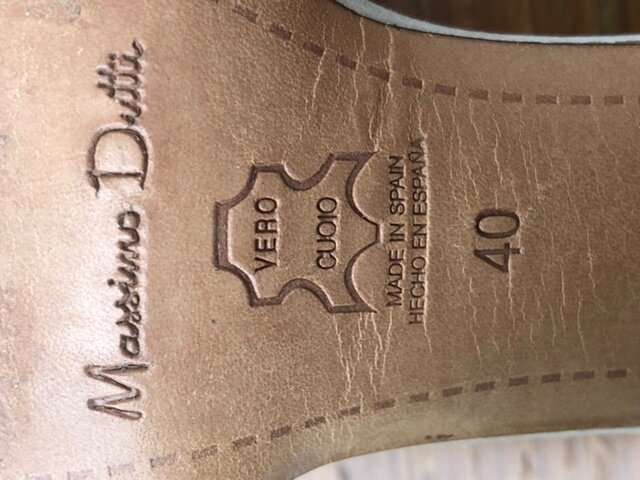 Massimo Dutti
VERO
CUOIO
MADE IN SPAIN
HECHO EN ESPAÑA
40